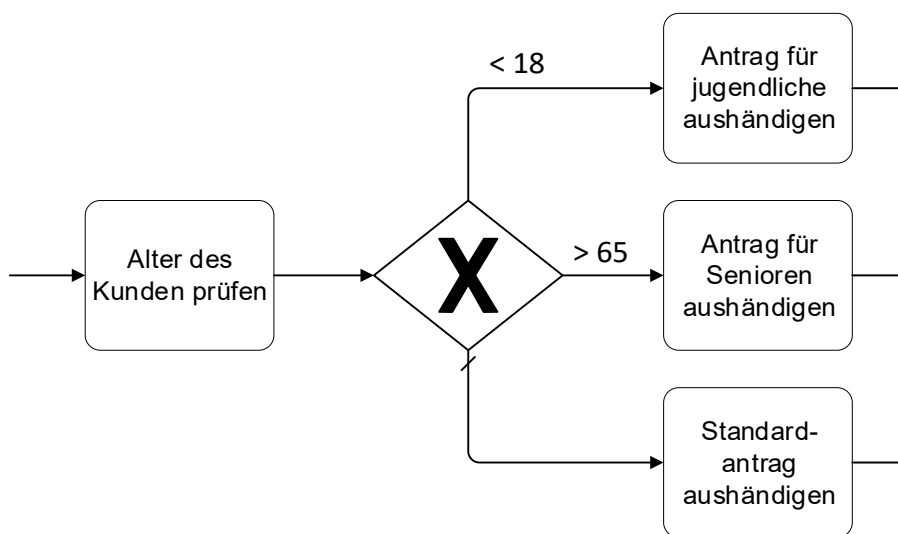 Alter des
Kunden prüfen
X
< 18
Antrag für
jugendliche
aushändigen
> 65
Antrag für
Senioren
aushändigen
Standard-
antrag
aushändigen